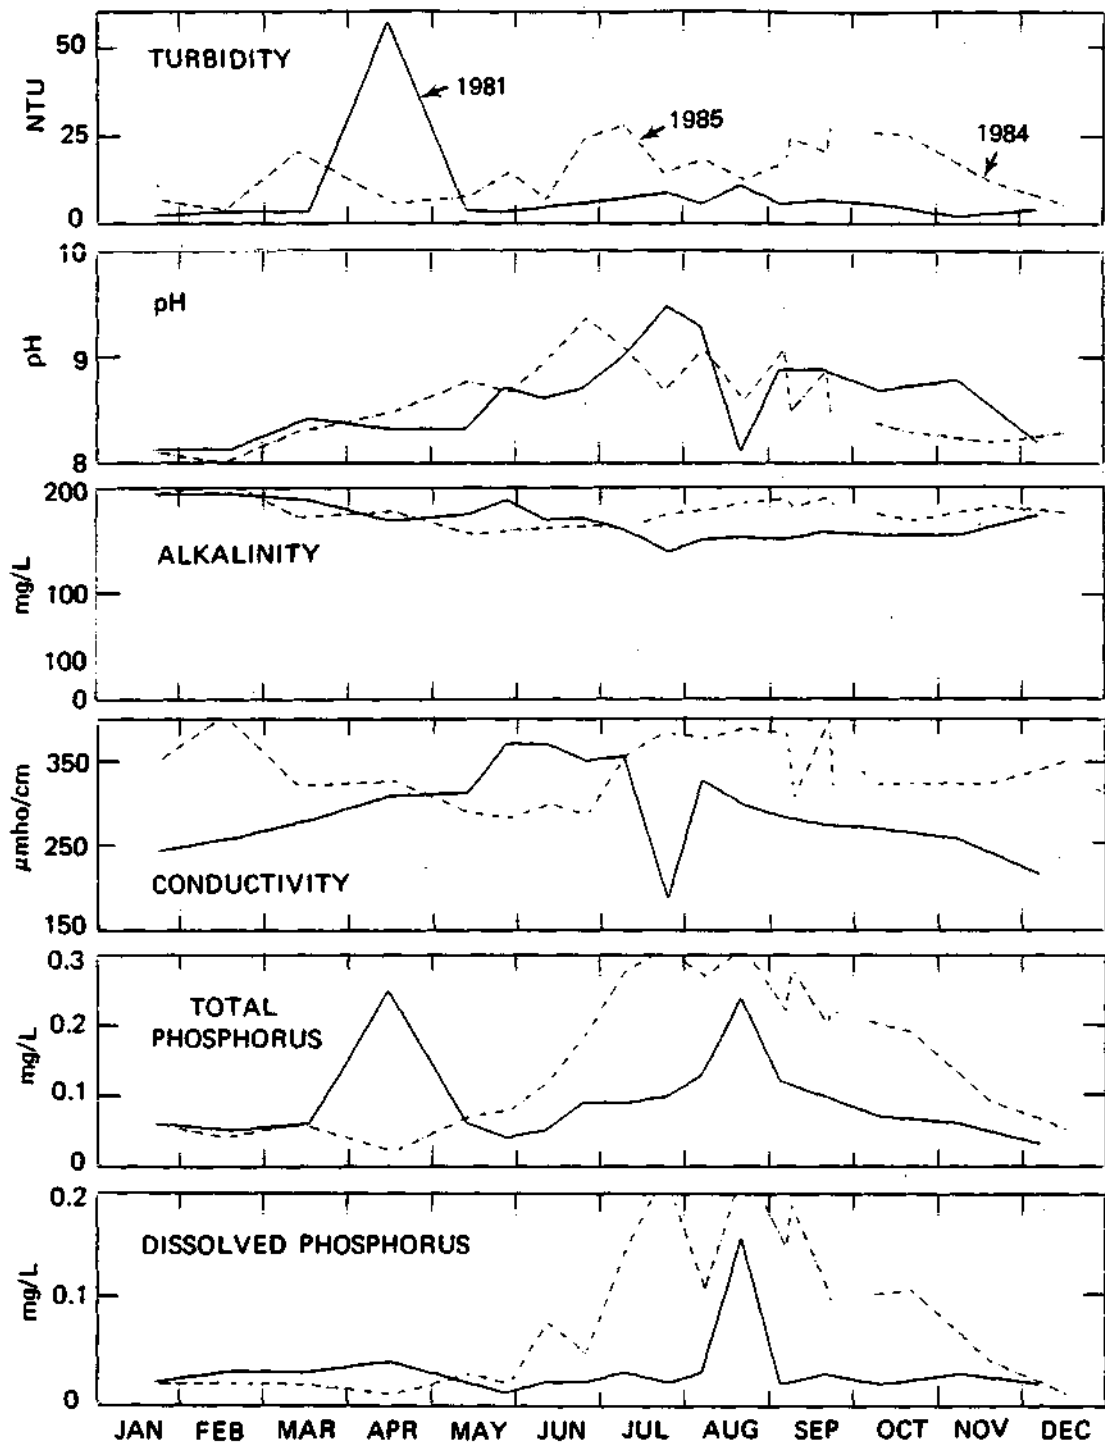 50
TURBIDITY
1981
NTU
25
1985
1984
0
10
pH
pH
9
8
200
ALKALINITY
mg/L
100
100
0
350
µmho/cm
250
CONDUCTIVITY
150
0.3
TOTAL
PHOSPHORUS
0.2
mg/L
0.1
0
0.2
DISSOLVED PHOSPHORUS
mg/L
0.1
0
JAN FEB MAR APR MAY JUN JUL AUG SEP OCT NOV DEC